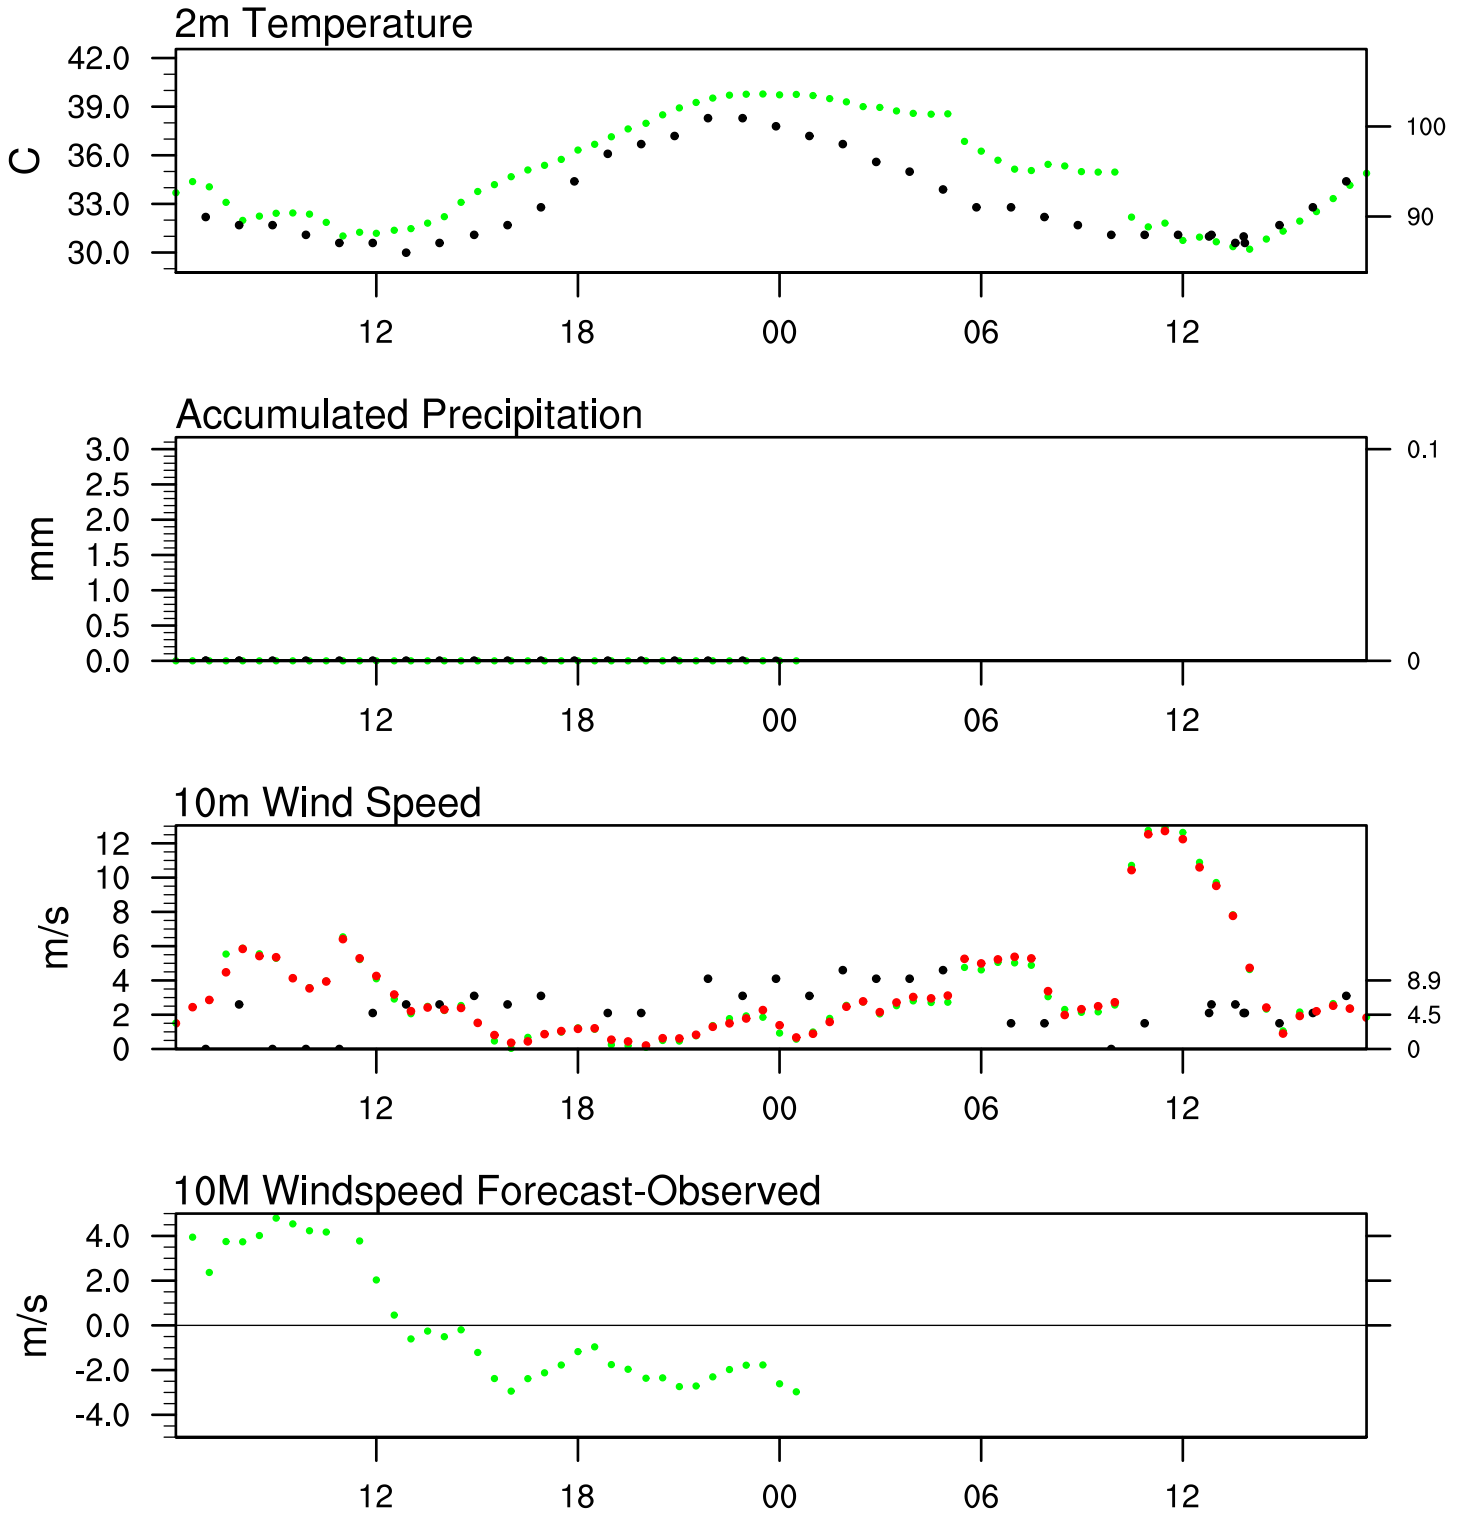 2m Temperature
42.0
39.0
36.0
33.0
30.0
C
100
90
12 18 00 06 12
Accumulated Precipitation
3.0
2.5
2.0
1.5
1.0
0.5
0.0
mm
0.1
0
12 18 00 06 12
10m Wind Speed
12
10
8
6
4
2
0
m/s
8.9
4.5
0
12 18 00 06 12
10M Windspeed Forecast-Observed
4.0
2.0
0.0
-2.0
-4.0
m/s
12 18 00 06 12